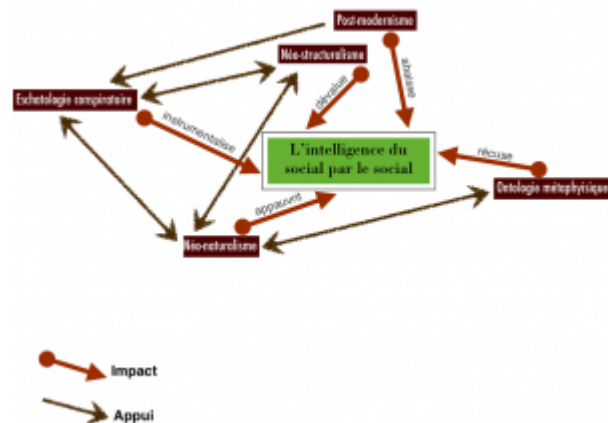 Post-modernisme
Néo-structuralisme
abaisse
dévalue
Eschatologie conspiratoire
instrumentalise
L'intelligence du
social par le social
récuse
Ontologie métaphysique
appauvrit
Néo-naturalisme
Impact
Appui